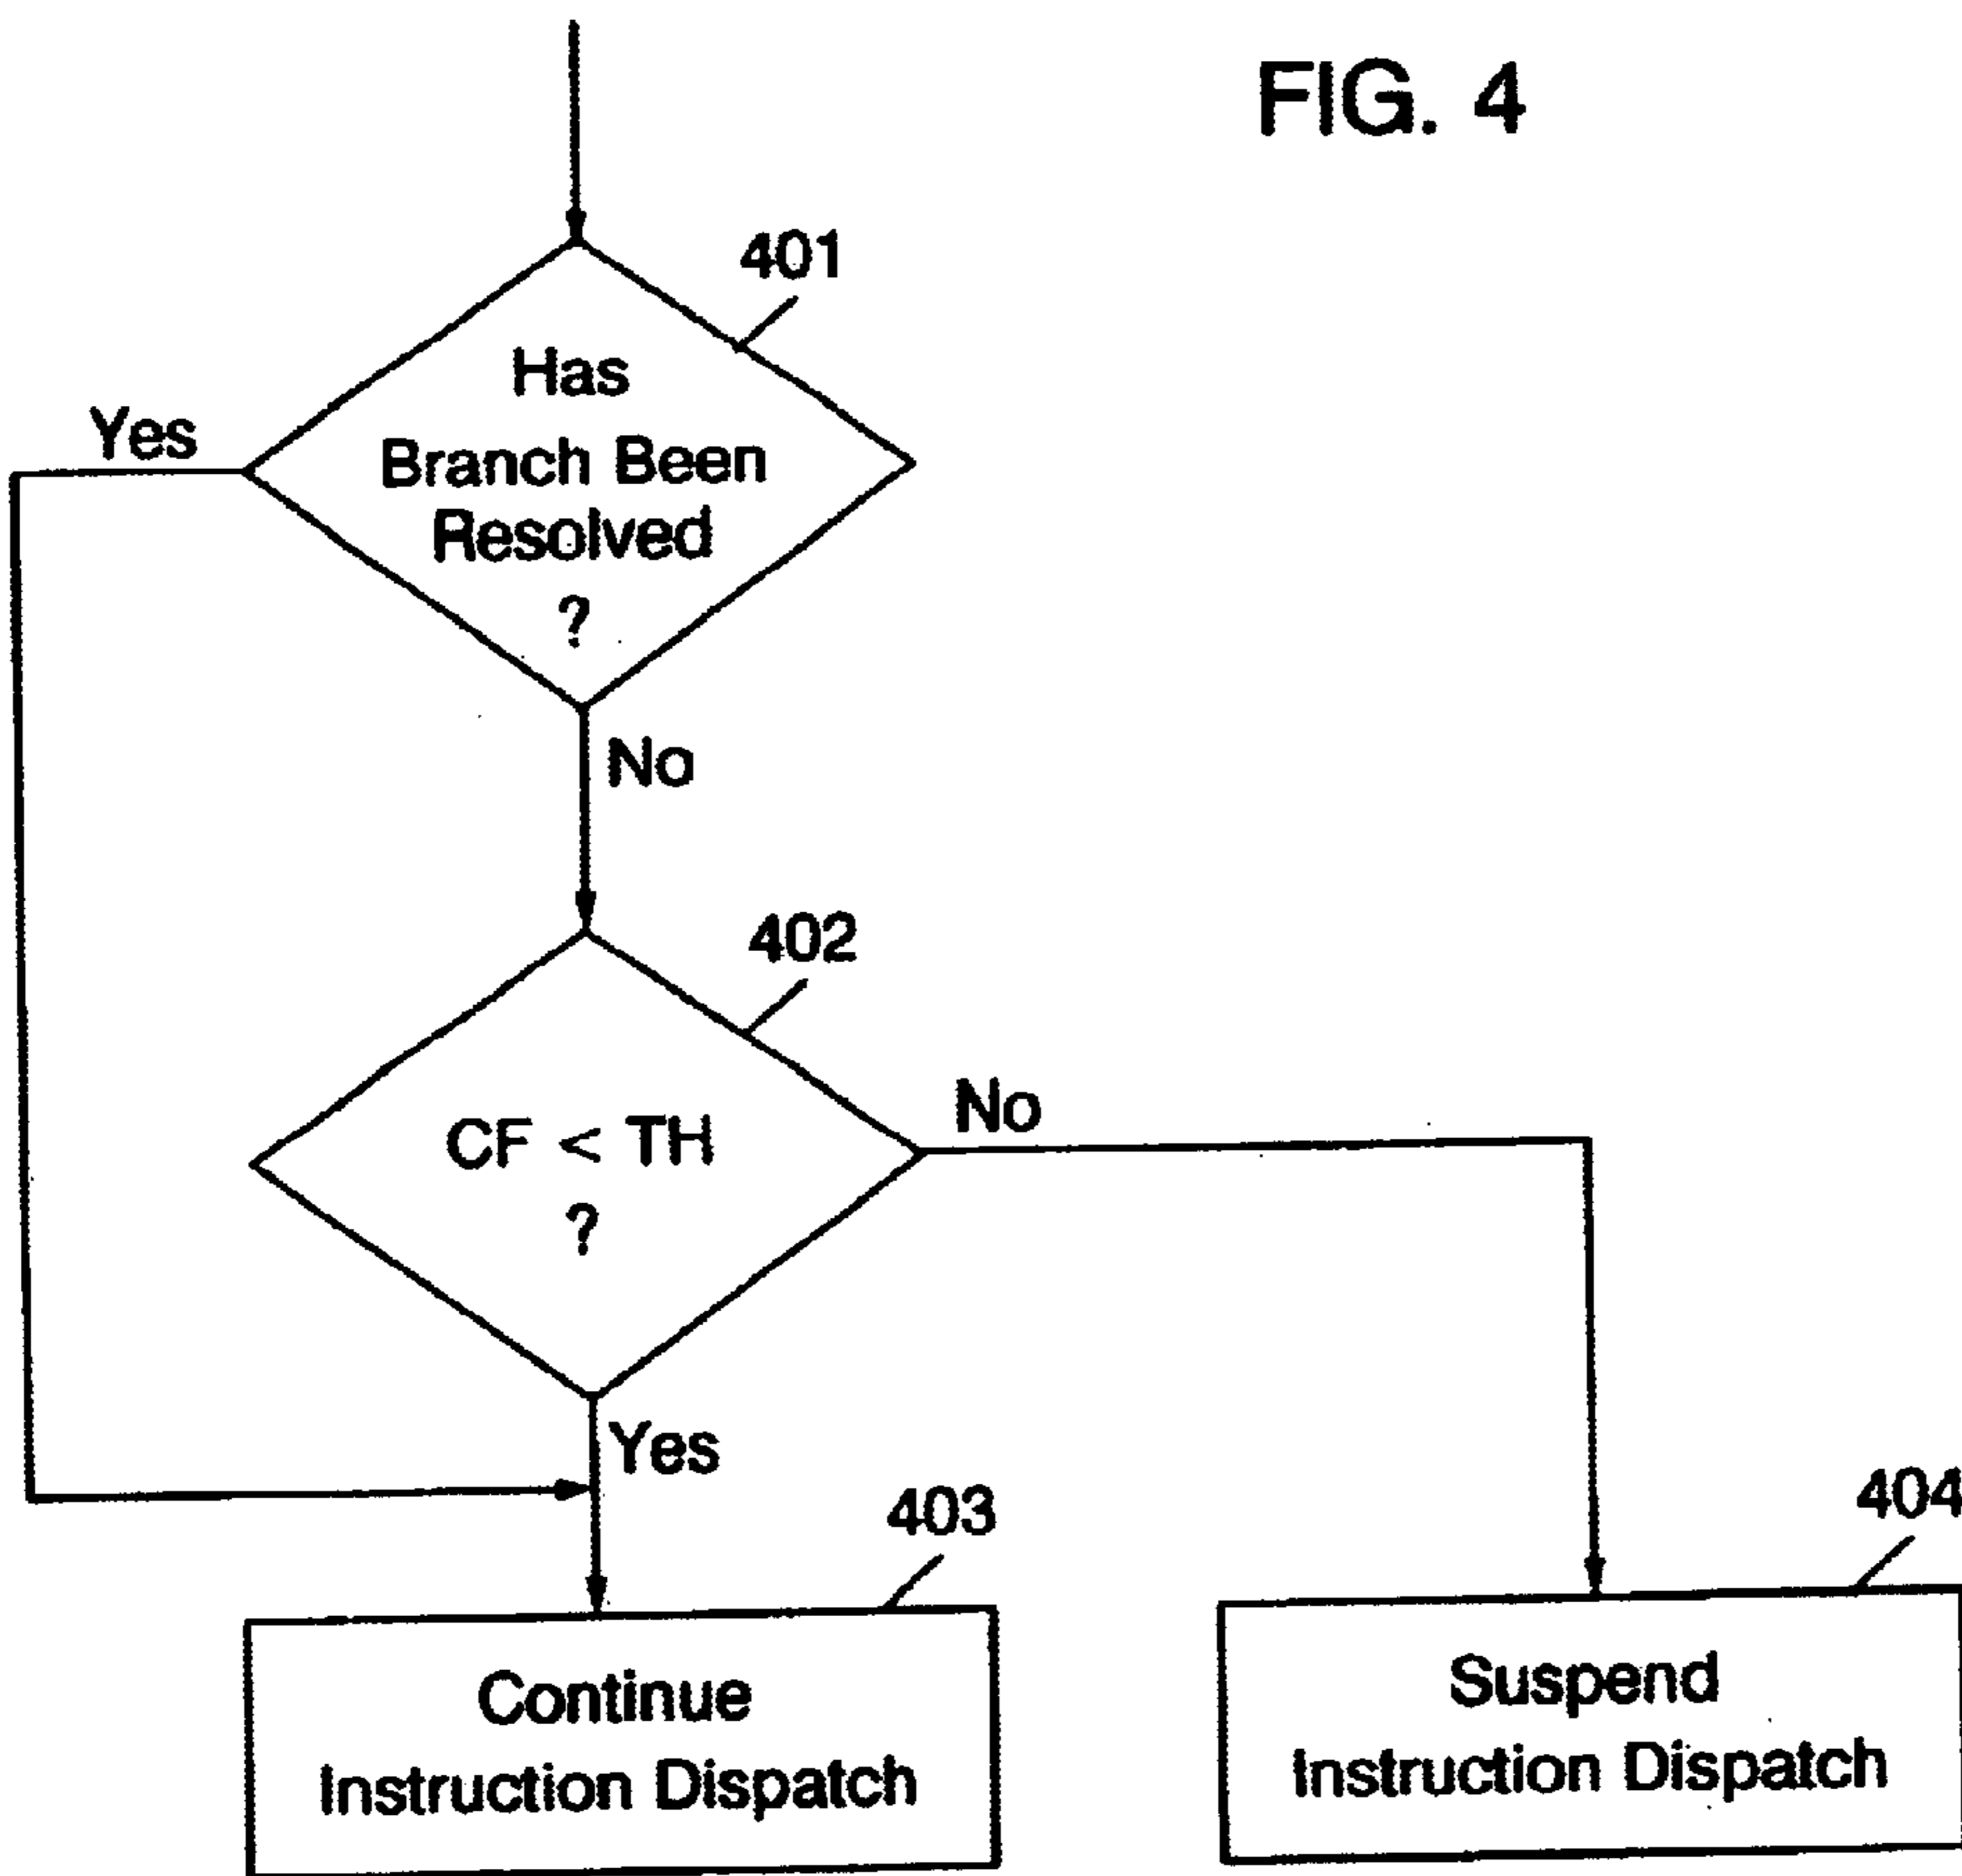 FIG. 4
401
Has
Branch Been
Resolved
?
Yes
No
402
CF < TH
?
No
Yes
403
Continue
Instruction Dispatch
404
Suspend
Instruction Dispatch